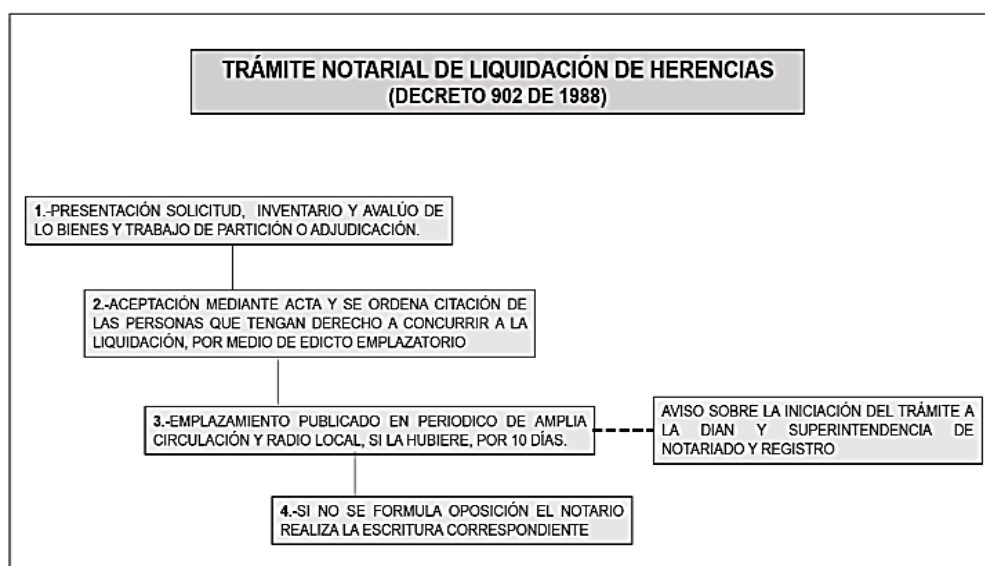 TRÁMITE NOTARIAL DE LIQUIDACIÓN DE HERENCIAS
(DECRETO 902 DE 1988)
1.-PRESENTACIÓN SOLICITUD, INVENTARIO Y AVALÚO DE
LO BIENES Y TRABAJO DE PARTICIÓN O ADJUDICACIÓN.
2.-ACEPTACIÓN MEDIANTE ACTA Y SE ORDENA CITACIÓN DE
LAS PERSONAS QUE TENGAN DERECHO A CONCURRIR A LA
LIQUIDACIÓN, POR MEDIO DE EDICTO EMPLAZATORIO
3.-EMPLAZAMIENTO PUBLICADO EN PERIODICO DE AMPLIA
CIRCULACIÓN Y RADIO LOCAL, SI LA HUBIERE, POR 10 DÍAS.
AVISO SOBRE LA INICIACIÓN DEL TRÁMITE A
LA DIAN Y SUPERINTENDENCIA DE
NOTARIADO Y REGISTRO
4.-SI NO SE FORMULA OPOSICIÓN EL NOTARIO
REALIZA LA ESCRITURA CORRESPONDIENTE